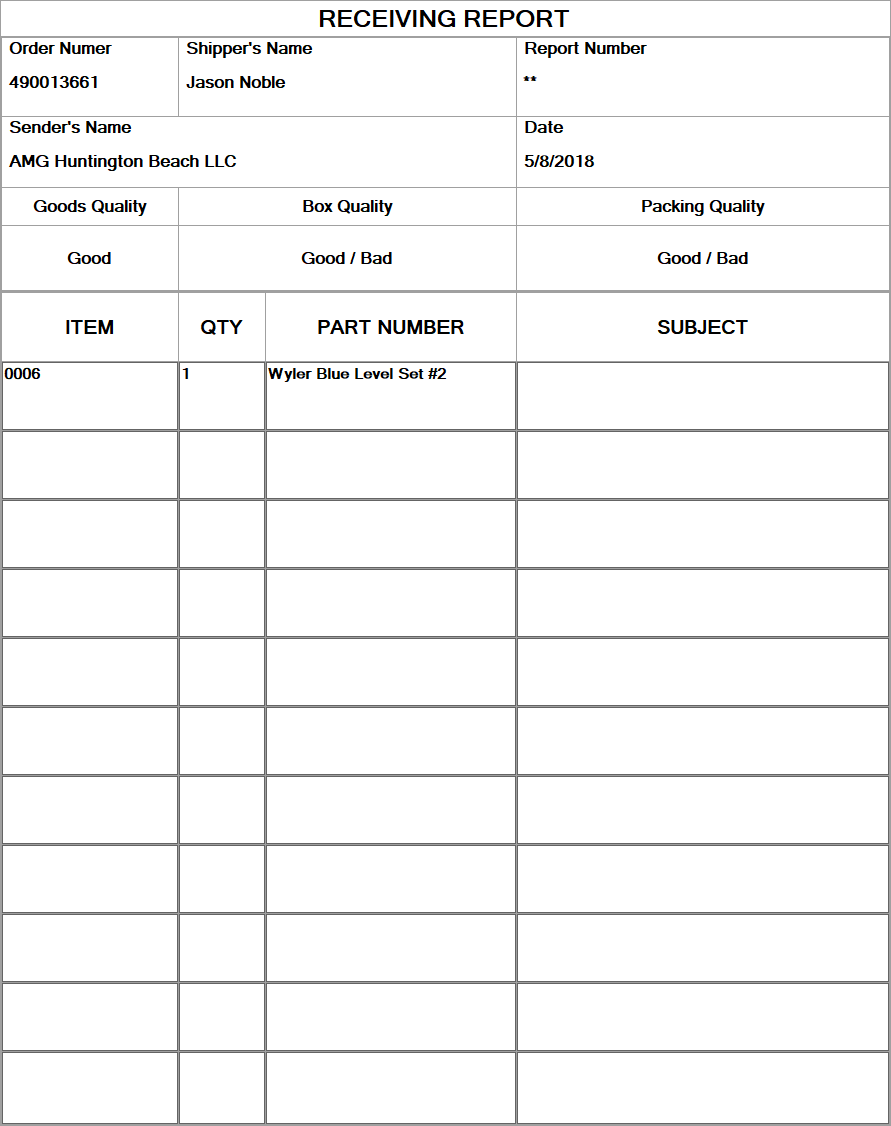 RECEIVING REPORT
Order Numer
Shipper's Name
Report Number
490013661
Jason Noble
**
Sender's Name
Date
AMG Huntington Beach LLC
5/8/2018
Goods Quality
Box Quality
Packing Quality
Good
Good / Bad
Good / Bad
ITEM
QTY
PART NUMBER
SUBJECT
0006
1
Wyler Blue Level Set #2